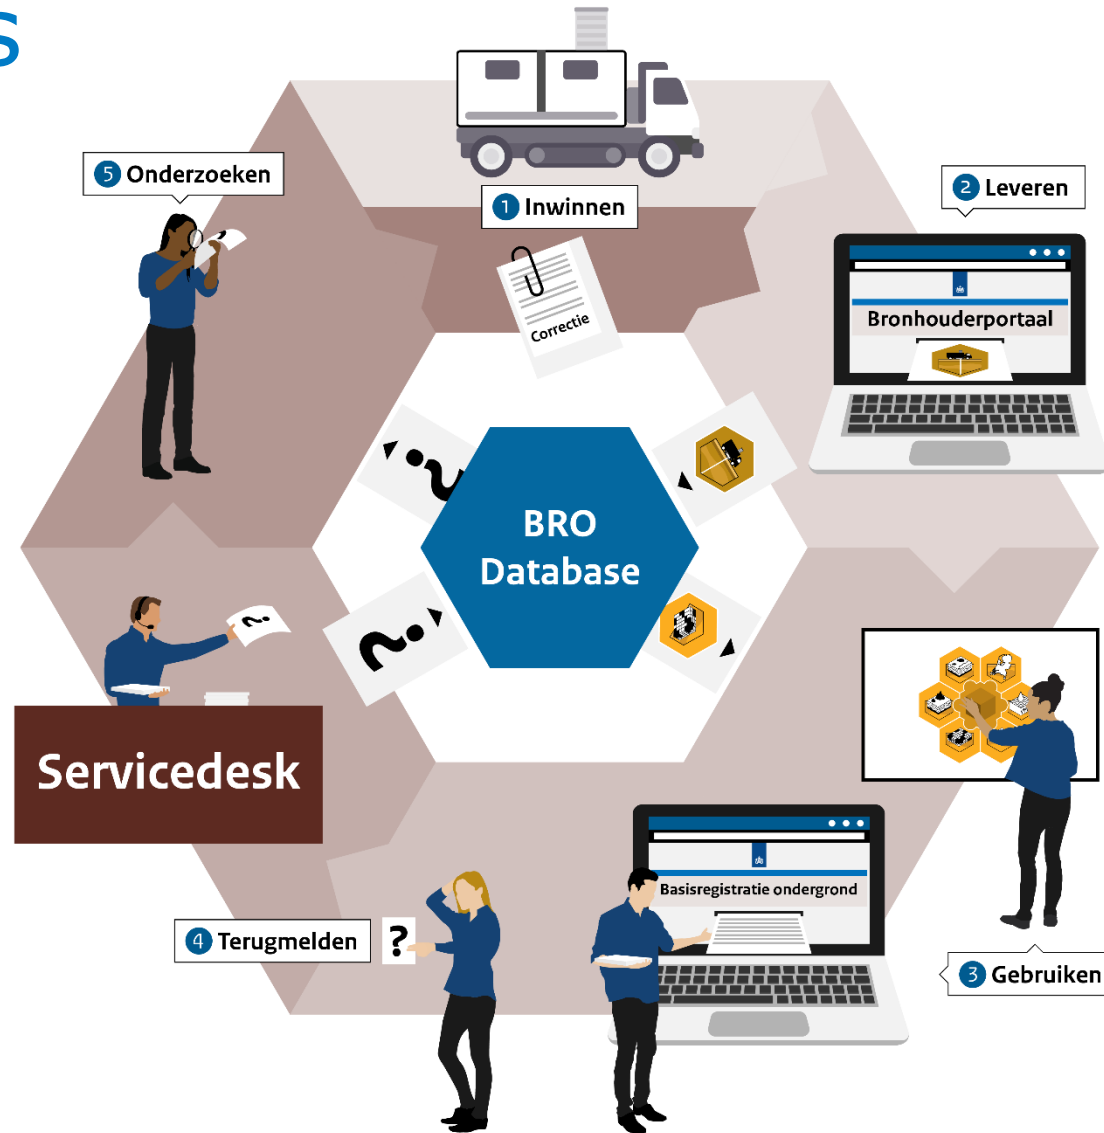 s
5 Onderzoeken
1 Inwinnen
2 Leveren
Correctie
Bronhouderportaal
?
BRO
Database
?
?
Servicedesk
Basisregistratie ondergrond
4 Terugmelden
?
3 Gebruiken